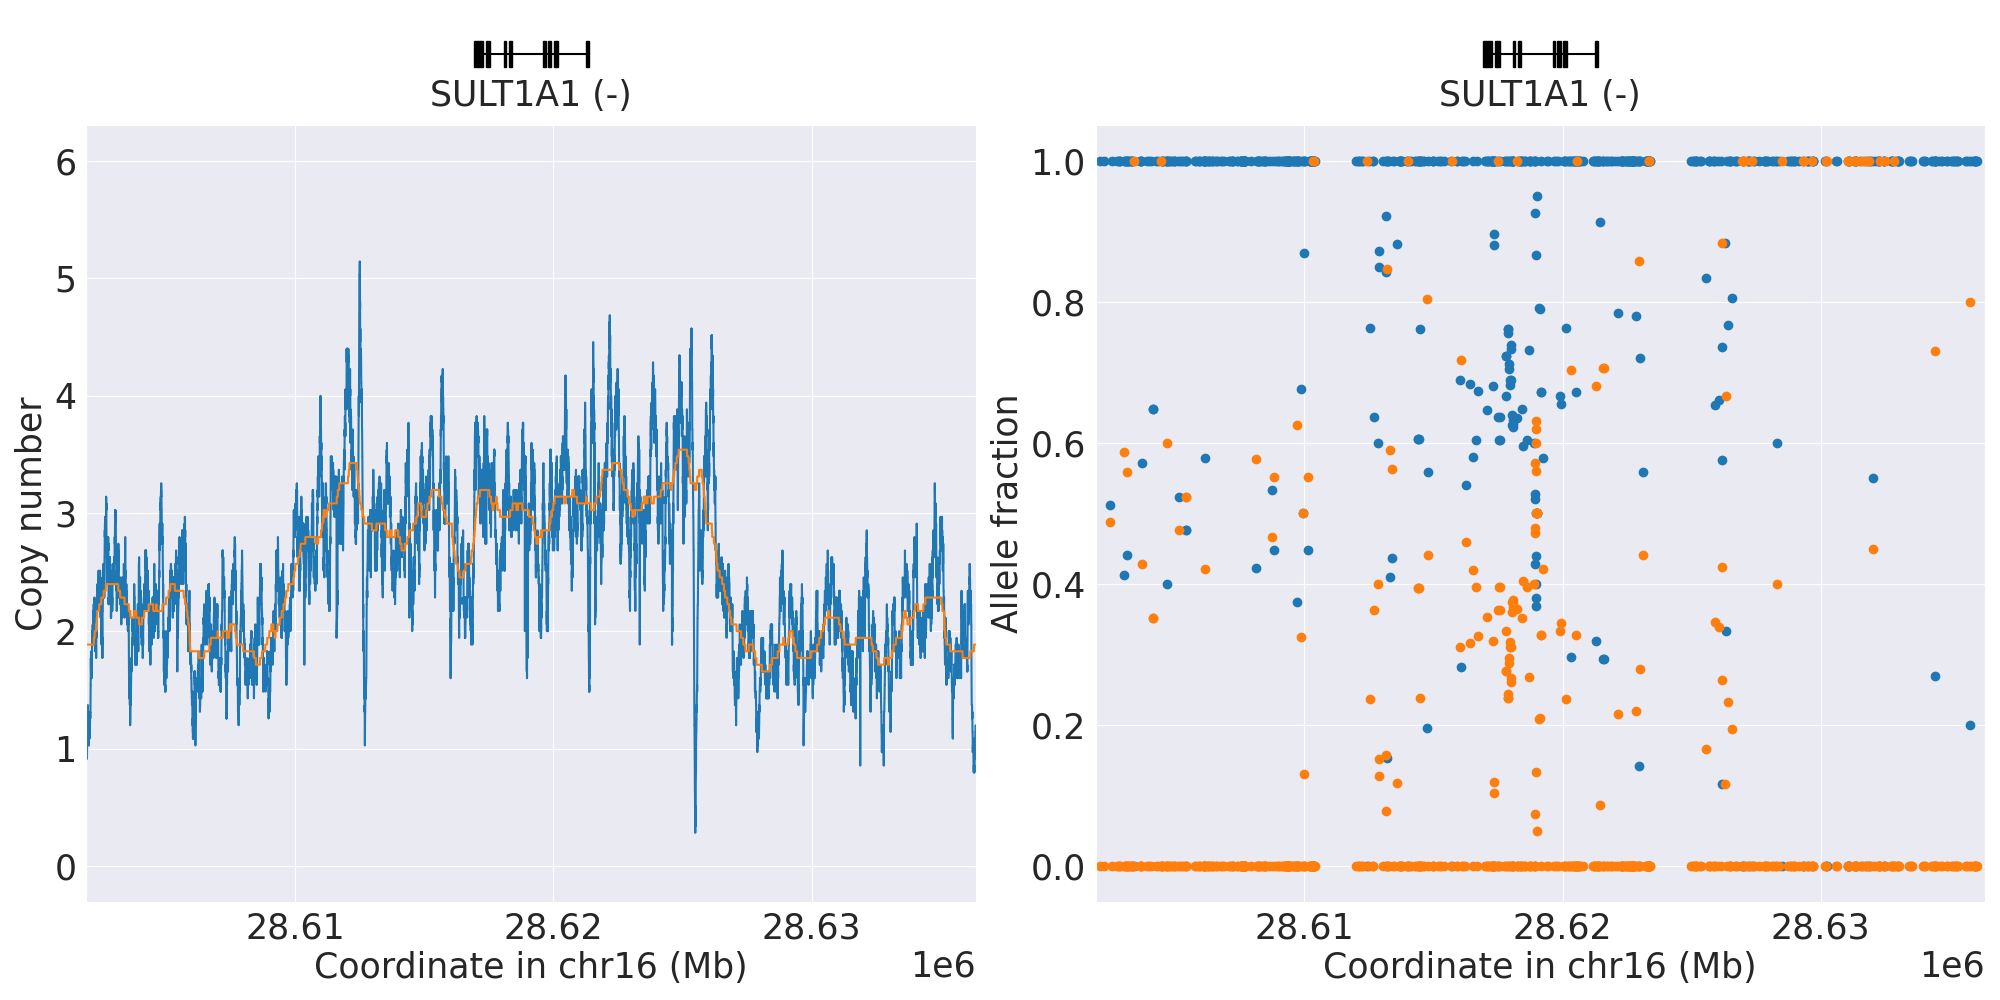 SULT1A1 (-)
6
5
4
3
2
1
0
Copy number
28.61
28.62
28.63
Coordinate in chr16 (Mb)
1e6
SULT1A1 (-)
1.0
0.8
0.6
0.4
0.2
0.0
Allele fraction
28.61
28.62
28.63
Coordinate in chr16 (Mb)
1e6